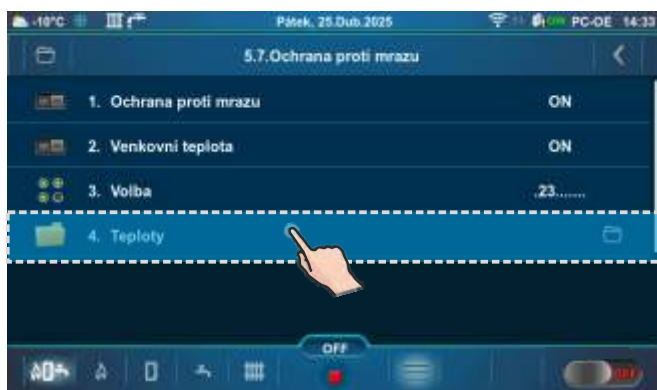 -10°C Pátek, 25.Dub.2025 PC-OE 14:33
5.7.Ochrana proti mrazu
1. Ochrana proti mrazu ON
2. Venkovní teplota ON
3. Volba .23.......
4. Teploty
OFF
OFF